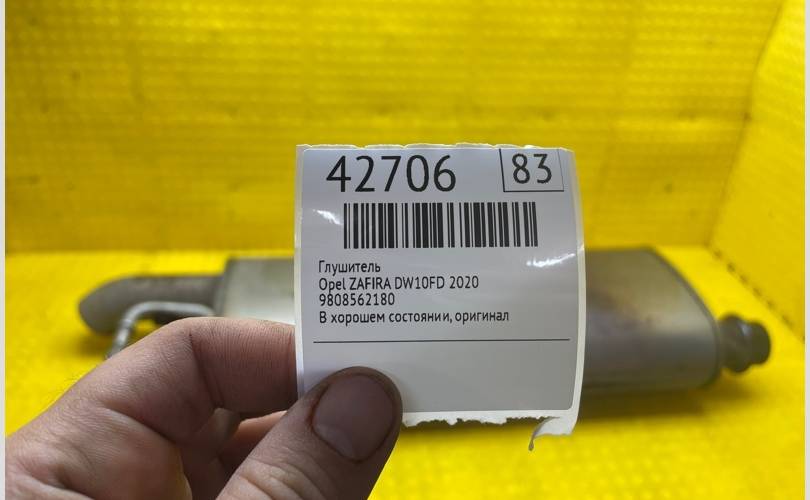 42706 83
Глушитель
Opel ZAFIRA DW10FD 2020
9808562180
В хорошем состоянии, оригинал